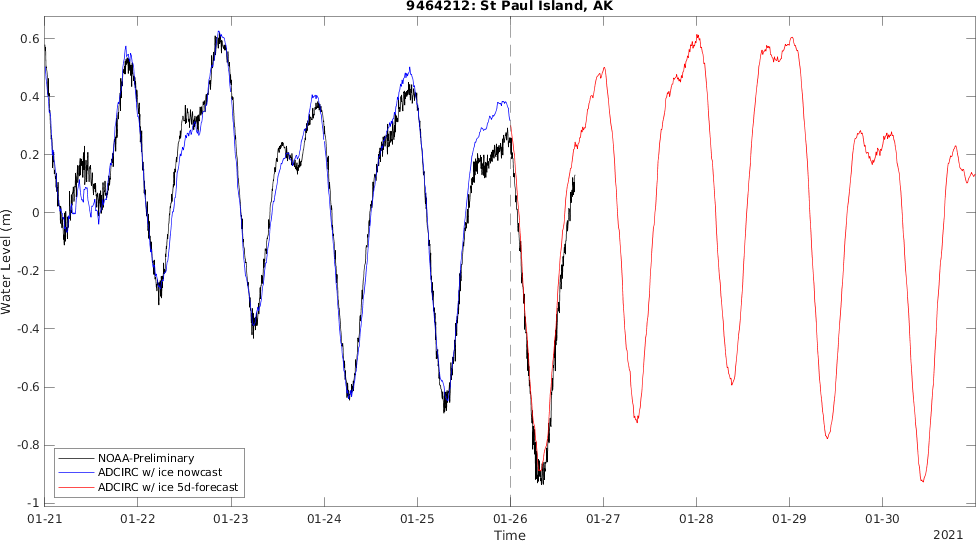 9464212: St Paul Island, AK
0.6
0.4
0.2
0
-0.2
-0.4
-0.6
-0.8
-1
Water Level (m)
NOAA-Preliminary
ADCIRC w/ ice nowcast
ADCIRC w/ ice 5d-forecast
01-21 01-22 01-23 01-24 01-25 01-26 01-27 01-28 01-29 01-30
Time
2021